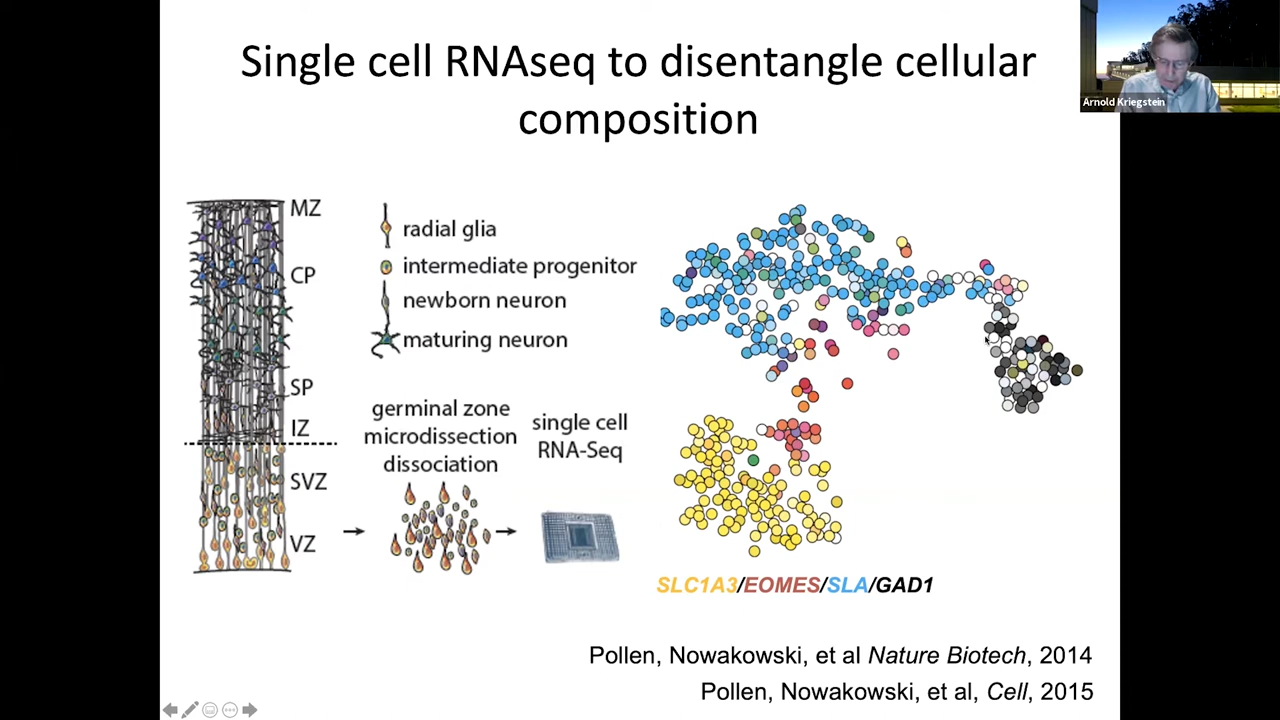 Single cell RNAseq to disentangle cellular
composition
Arnold Kriegstein
MZ
CP
SP
IZ
SVZ
VZ
radial glia
intermediate progenitor
newborn neuron
maturing neuron
germinal zone
microdissection
dissociation
single cell
RNA-Seq
SLC1A3/EOMES/SLA/GAD1
Pollen, Nowakowski, et al Nature Biotech, 2014
Pollen, Nowakowski, et al, Cell, 2015